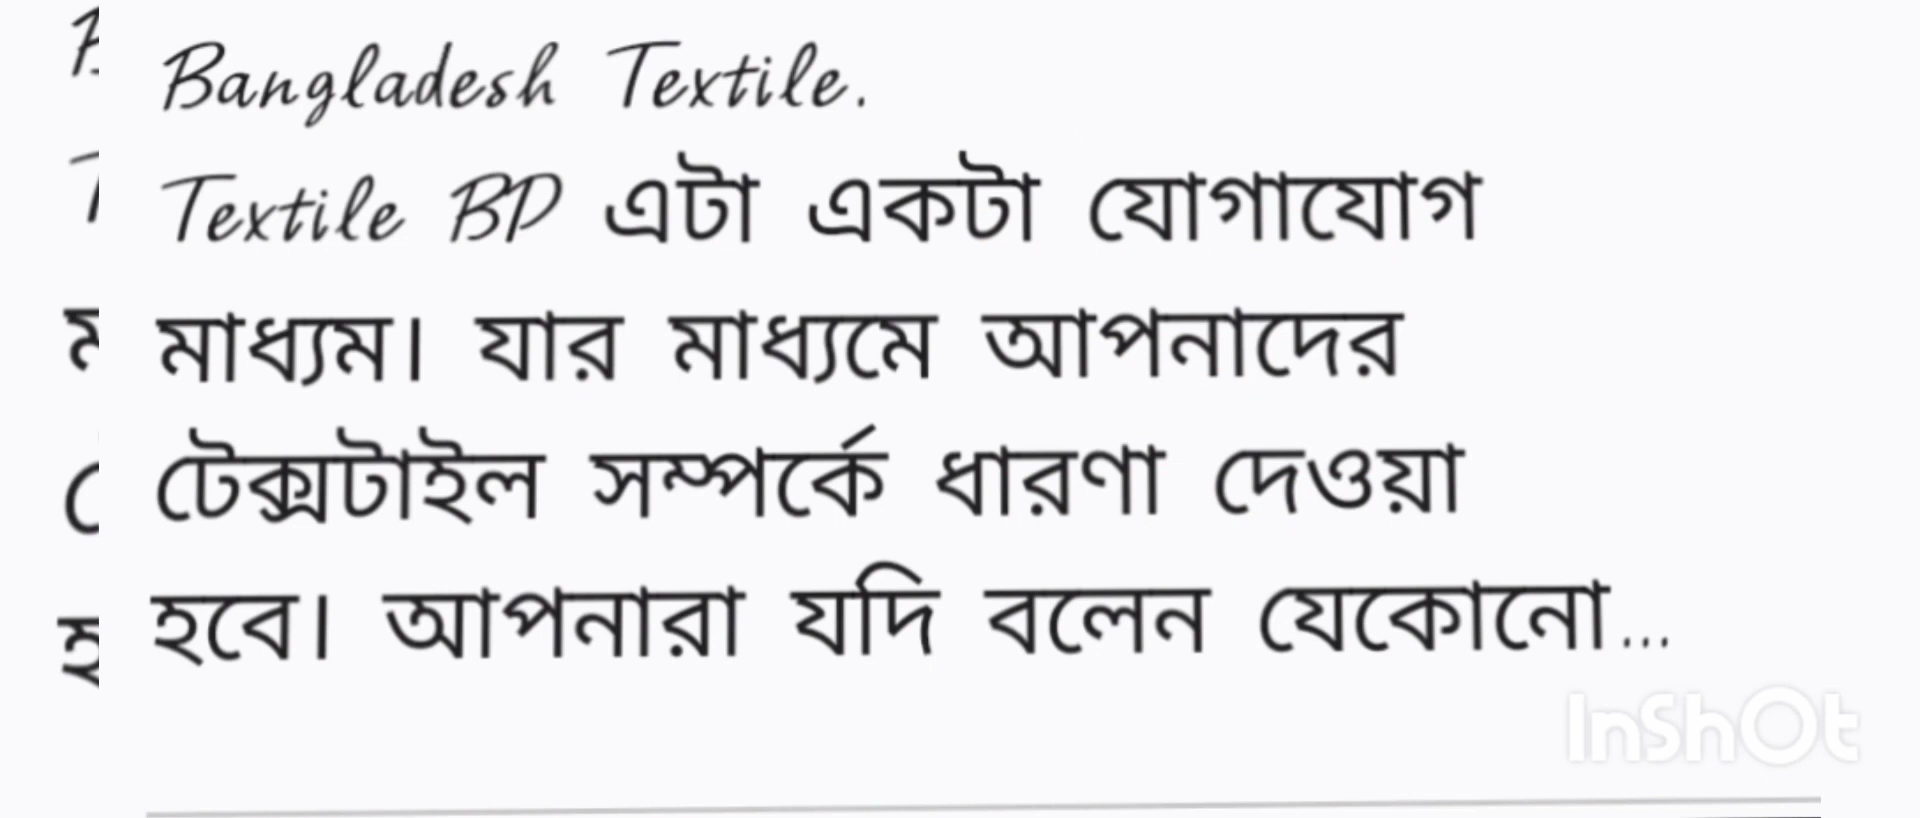 Bangladesh Textile.
Textile BD এটা একটা যোগাযোগ
মাধ্যম। যার মাধ্যমে আপনাদের
টেক্সটাইল সম্পর্কে ধারণা দেওয়া
হবে। আপনারা যদি বলেন যেকোনো...
InShOt